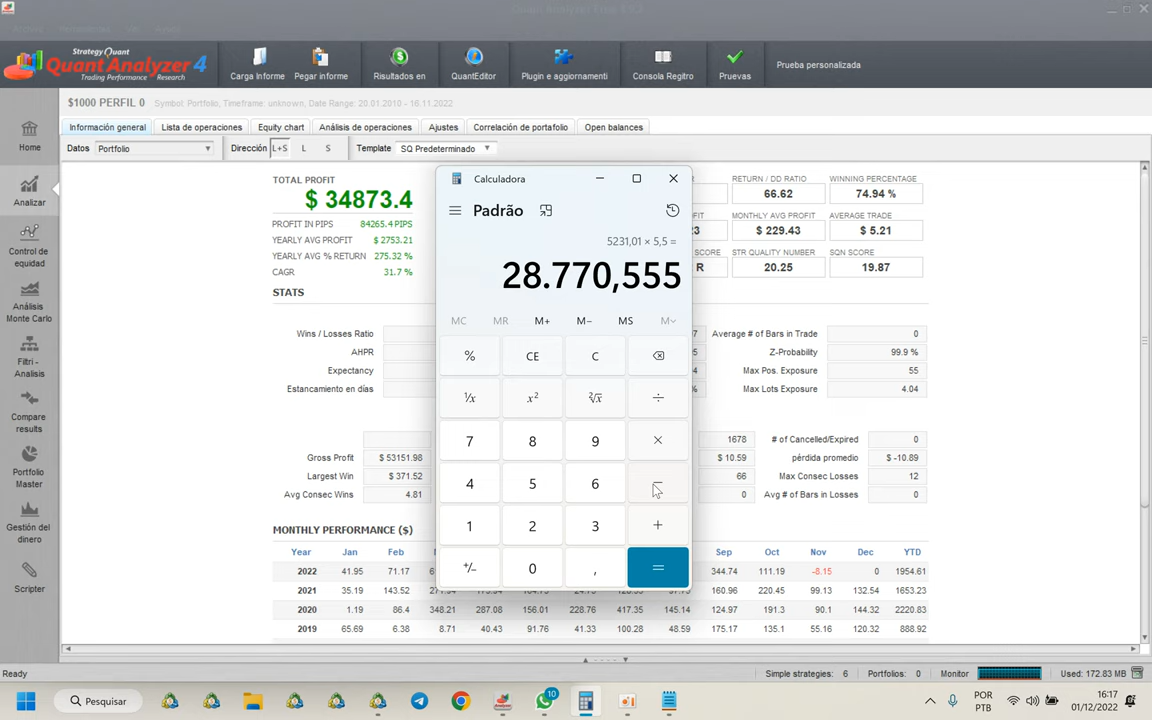 StrategyQuant
QuantAnalyzer 4
Trading Performance Research
Carga Informe
Pegar informe
Risultados en
QuantEditor
Plugin e aggiornamenti
Consola Regitro
Pruevas
Prueba personalizada
$1000 PERFIL 0 Symbol: Portfolio, Timeframe: unknown, Date Range: 20.01.2010 - 16.11.2022
Información general Lista de operaciones Equity chart Análisis de operaciones Ajustes Correlación de portafolio Open balances
Datos Portfolio Dirección L+S L S Template SQ Predeterminado
Home
Analizar
Control de
equidad
Análisis
Monte Carlo
Filtri -
Analisis
Compare
results
Portfolio
Master
Gestión del
dinero
Scripter
TOTAL PROFIT
$ 34873.4
PROFIT IN PIPS 84265.4 PIPS
YEARLY AVG PROFIT $ 2753.21
YEARLY AVG % RETURN 275.32 %
CAGR 31.7 %
STATS
RETURN / DD RATIO WINNING PERCENTAGE
66.62 74.94 %
MONTHLY AVG PROFIT AVERAGE TRADE
$ 229.43 $ 5.21
SCORE STR QUALITY NUMBER SQN SCORE
R 20.25 19.87
Wins / Losses Ratio
AHPR
Expectancy
Estancamiento en días
Average # of Bars in Trade 0
Z-Probability 99.9 %
Max Pos. Exposure 55
Max Lots Exposure 4.04
Gross Profit $ 53151.98
Largest Win $ 371.52
Avg Consec Wins 4.81
1678 # of Cancelled/Expired 0
$ 10.59 pérdida promedio $ -10.89
66 Max Consec Losses 12
0 Avg # of Bars in Losses 0
Calculadora
Padrão
5231,01 × 5,5 =
28.770,555
MC MR M+ M− MS M
% CE C
¹/x x² ²√x ÷
7 8 9 ×
4 5 6 −
1 2 3 +
+/− 0 , =
MONTHLY PERFORMANCE ($)
Year Jan Feb Sep Oct Nov Dec YTD
2022 41.95 71.17 344.74 111.19 -8.15 0 1954.61
2021 35.19 143.52 160.96 220.45 99.13 132.54 1653.23
2020 1.19 86.4 348.21 287.08 156.01 228.76 417.35 145.14 124.97 191.3 90.1 144.32 2220.83
2019 65.69 6.38 8.71 40.43 91.76 41.33 100.28 48.59 175.17 135.1 55.16 120.32 888.92
Ready Simple strategies: 6 Portfolios: 0 Monitor Used: 172.83 MB
Pesquisar
10
POR
PTB
16:17
01/12/2022